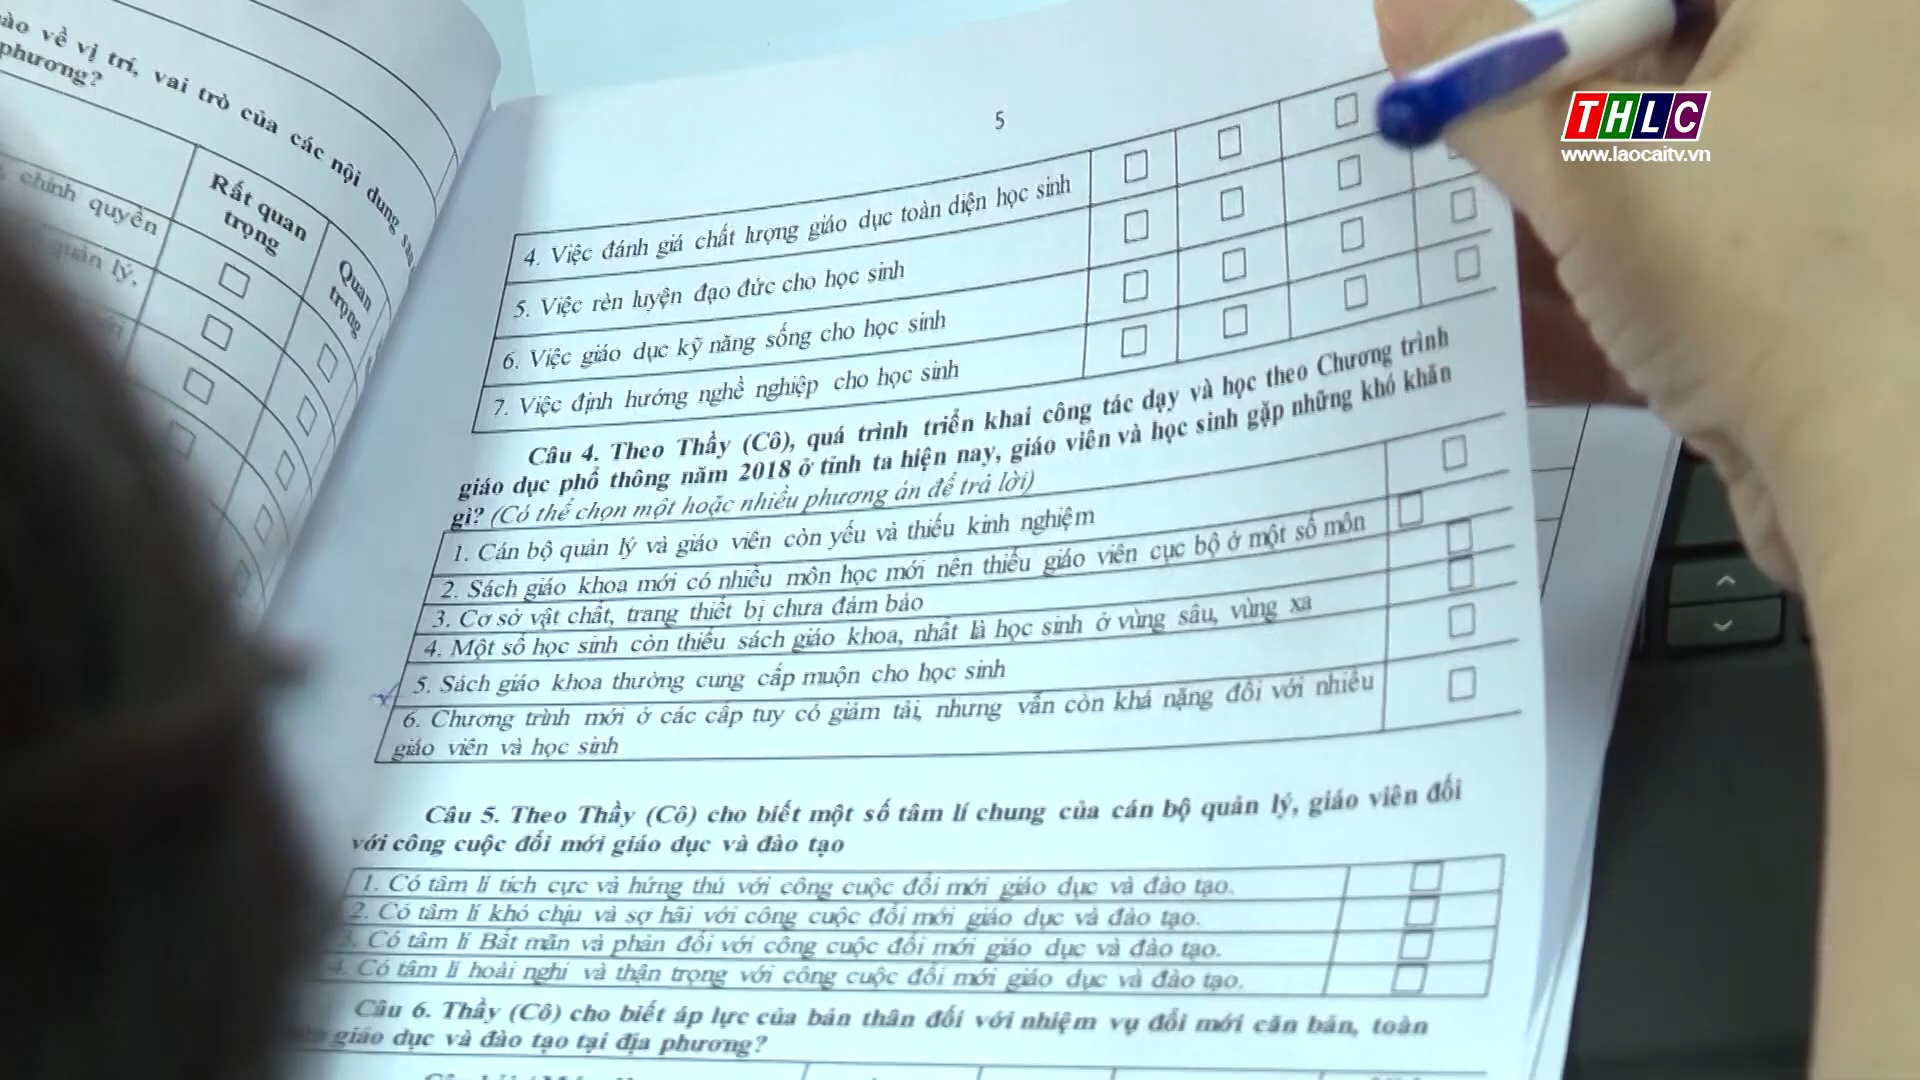 ào về vị trí, vai trò của các nội dung
phương?
Rất quan
trọng
Quan
trọng
chính quyền
quản lý,
5
4. Việc đánh giá chất lượng giáo dục toàn diện học sinh
5. Việc rèn luyện đạo đức cho học sinh
6. Việc giáo dục kỹ năng sống cho học sinh
7. Việc định hướng nghề nghiệp cho học sinh
Câu 4. Theo Thầy (Cô), quá trình triển khai công tác dạy và học theo Chương trình
giáo dục phổ thông năm 2018 ở tỉnh ta hiện nay, giáo viên và học sinh gặp những khó khăn
gì? (Có thể chọn một hoặc nhiều phương án để trả lời)
1. Cán bộ quản lý và giáo viên còn yếu và thiếu kinh nghiệm
2. Sách giáo khoa mới có nhiều môn học mới nên thiếu giáo viên cục bộ ở một số môn
3. Cơ sở vật chất, trang thiết bị chưa đảm bảo
4. Một số học sinh còn thiếu sách giáo khoa, nhất là học sinh ở vùng sâu, vùng xa
5. Sách giáo khoa thường cung cấp muộn cho học sinh
6. Chương trình mới ở các cấp tuy có giảm tải, nhưng vẫn còn khá nặng đối với nhiều
giáo viên và học sinh
Câu 5. Theo Thầy (Cô) cho biết một số tâm lí chung của cán bộ quản lý, giáo viên đối
với công cuộc đổi mới giáo dục và đào tạo
1. Có tâm lí tích cực và hứng thú với công cuộc đổi mới giáo dục và đào tạo.
2. Có tâm lí khó chịu và sợ hãi với công cuộc đổi mới giáo dục và đào tạo.
3. Có tâm lí Bất mãn và phản đối với công cuộc đổi mới giáo dục và đào tạo.
4. Có tâm lí hoài nghi và thận trọng với công cuộc đổi mới giáo dục và đào tạo.
Câu 6. Thầy (Cô) cho biết áp lực của bản thân đối với nhiệm vụ đổi mới căn bản, toàn
giáo dục và đào tạo tại địa phương?
THLC
www.laocaitv.vn